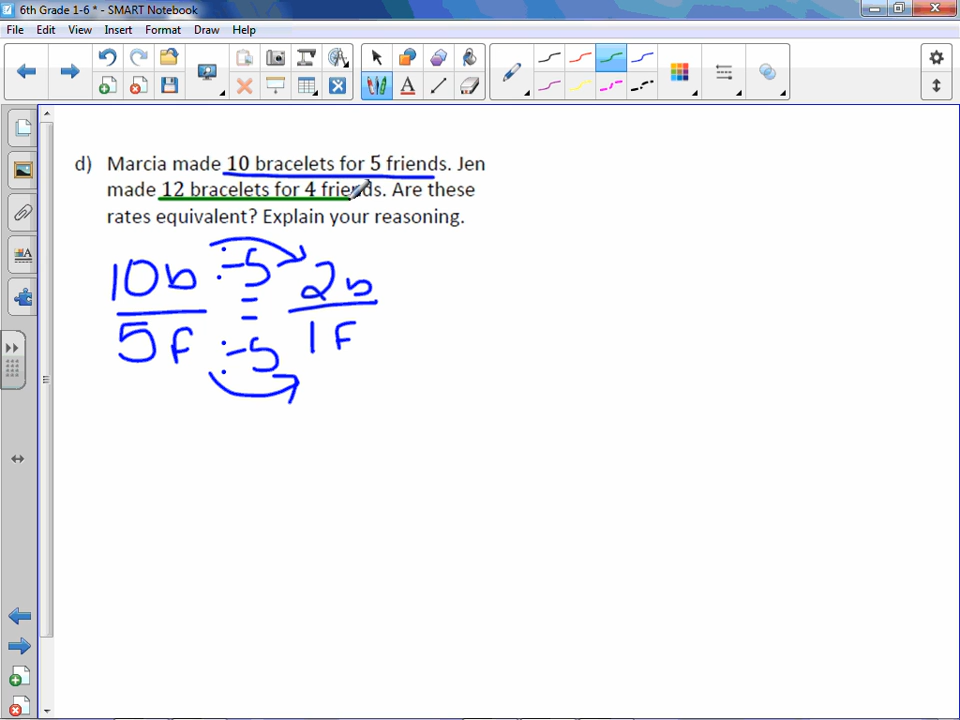 6th Grade 1-6 * - SMART Notebook
File Edit View Insert Format Draw Help
d) Marcia made 10 bracelets for 5 friends. Jen
made 12 bracelets for 4 friends. Are these
rates equivalent? Explain your reasoning.
10b ÷5 2b
=
5f ÷5 1f